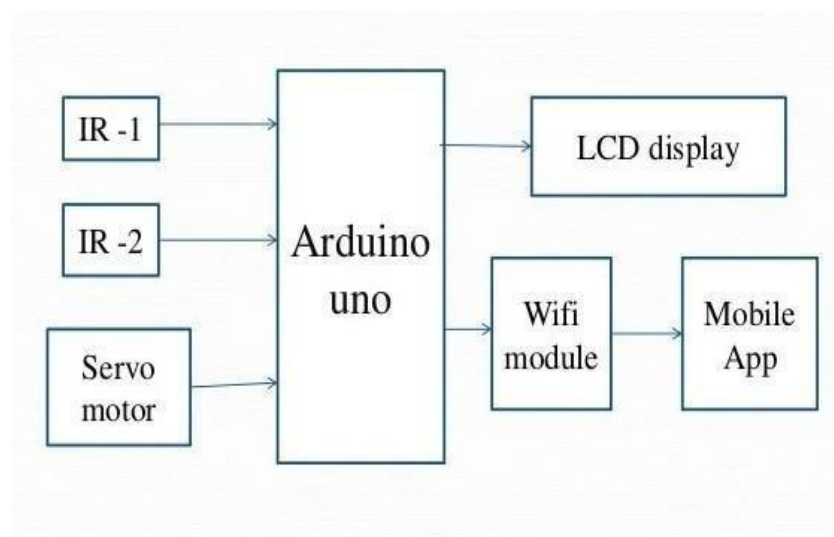 IR -1
IR -2
Servo
motor
Arduino
uno
LCD display
Wifi
module
Mobile
App